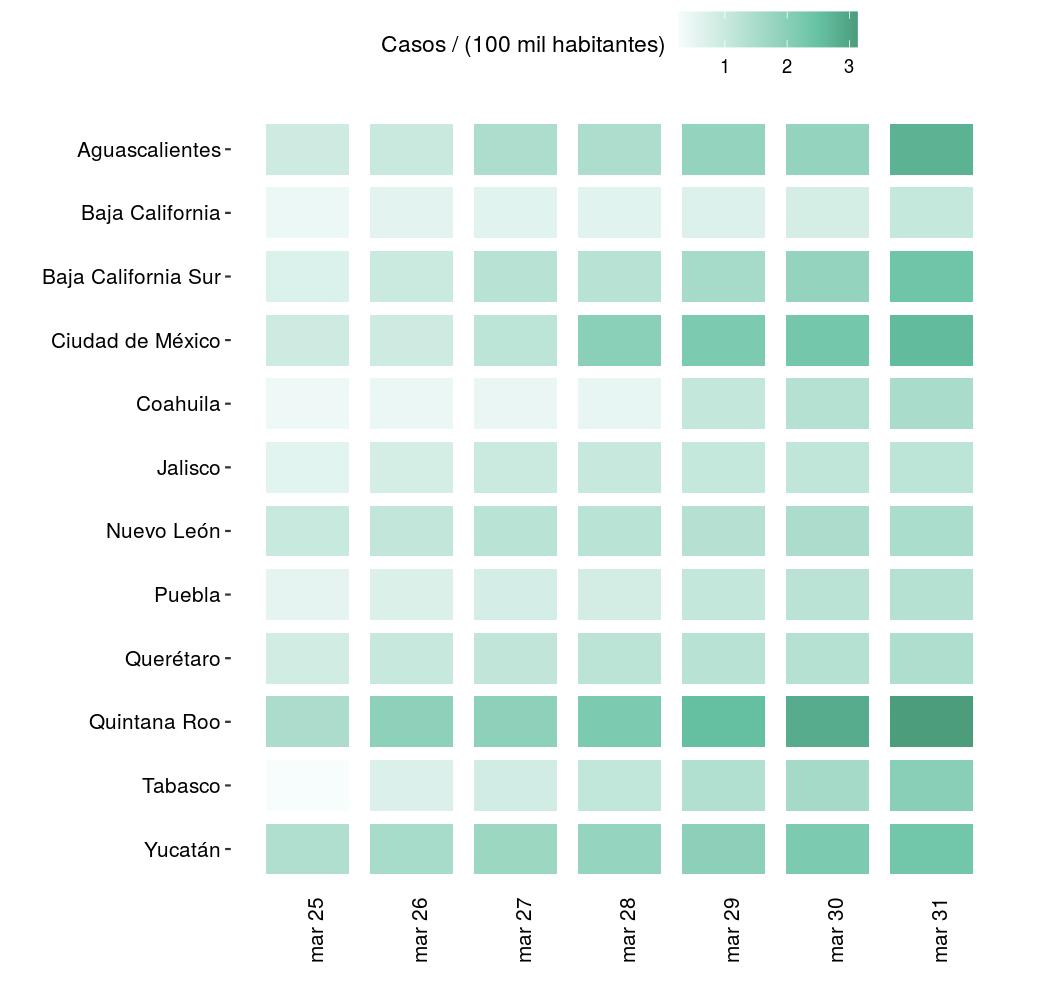 Casos / (100 mil habitantes)
1 2 3
Aguascalientes
Baja California
Baja California Sur
Ciudad de México
Coahuila
Jalisco
Nuevo León
Puebla
Querétaro
Quintana Roo
Tabasco
Yucatán
mar 25
mar 26
mar 27
mar 28
mar 29
mar 30
mar 31